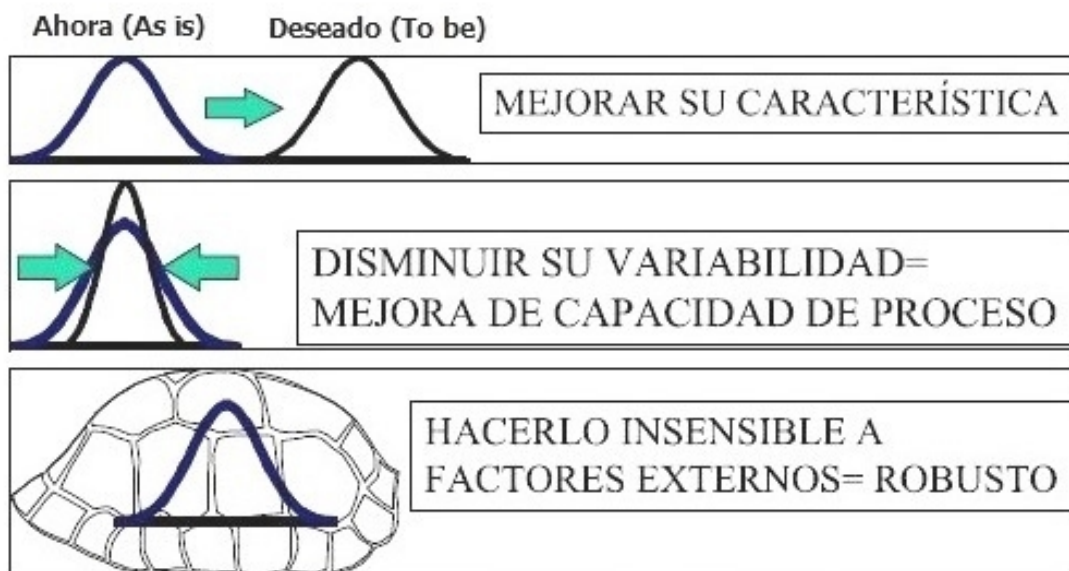 Ahora (As is) Deseado (To be)
MEJORAR SU CARACTERÍSTICA
DISMINUIR SU VARIABILIDAD=
MEJORA DE CAPACIDAD DE PROCESO
HACERLO INSENSIBLE A
FACTORES EXTERNOS= ROBUSTO